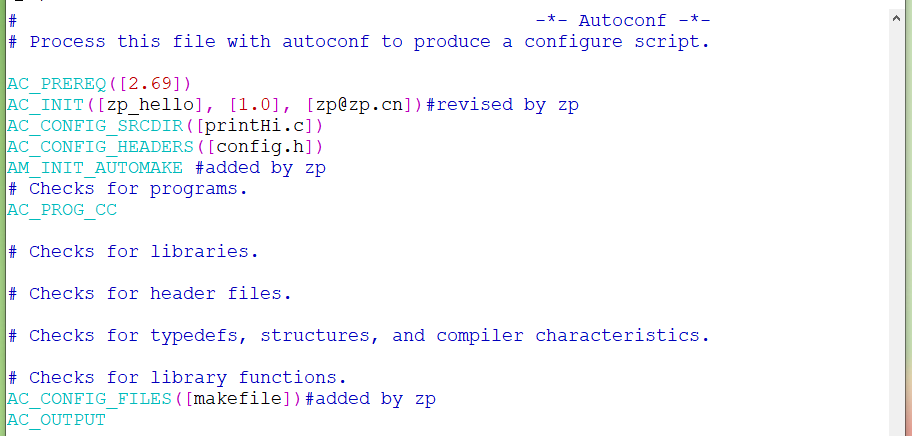 # -*- Autoconf -*-
# Process this file with autoconf to produce a configure script.
AC_PREREQ([2.69])
AC_INIT([zp_hello], [1.0], [zp@zp.cn])#revised by zp
AC_CONFIG_SRCDIR([printHi.c])
AC_CONFIG_HEADERS([config.h])
AM_INIT_AUTOMAKE #added by zp
# Checks for programs.
AC_PROG_CC
# Checks for libraries.
# Checks for header files.
# Checks for typedefs, structures, and compiler characteristics.
# Checks for library functions.
AC_CONFIG_FILES([makefile])#added by zp
AC_OUTPUT